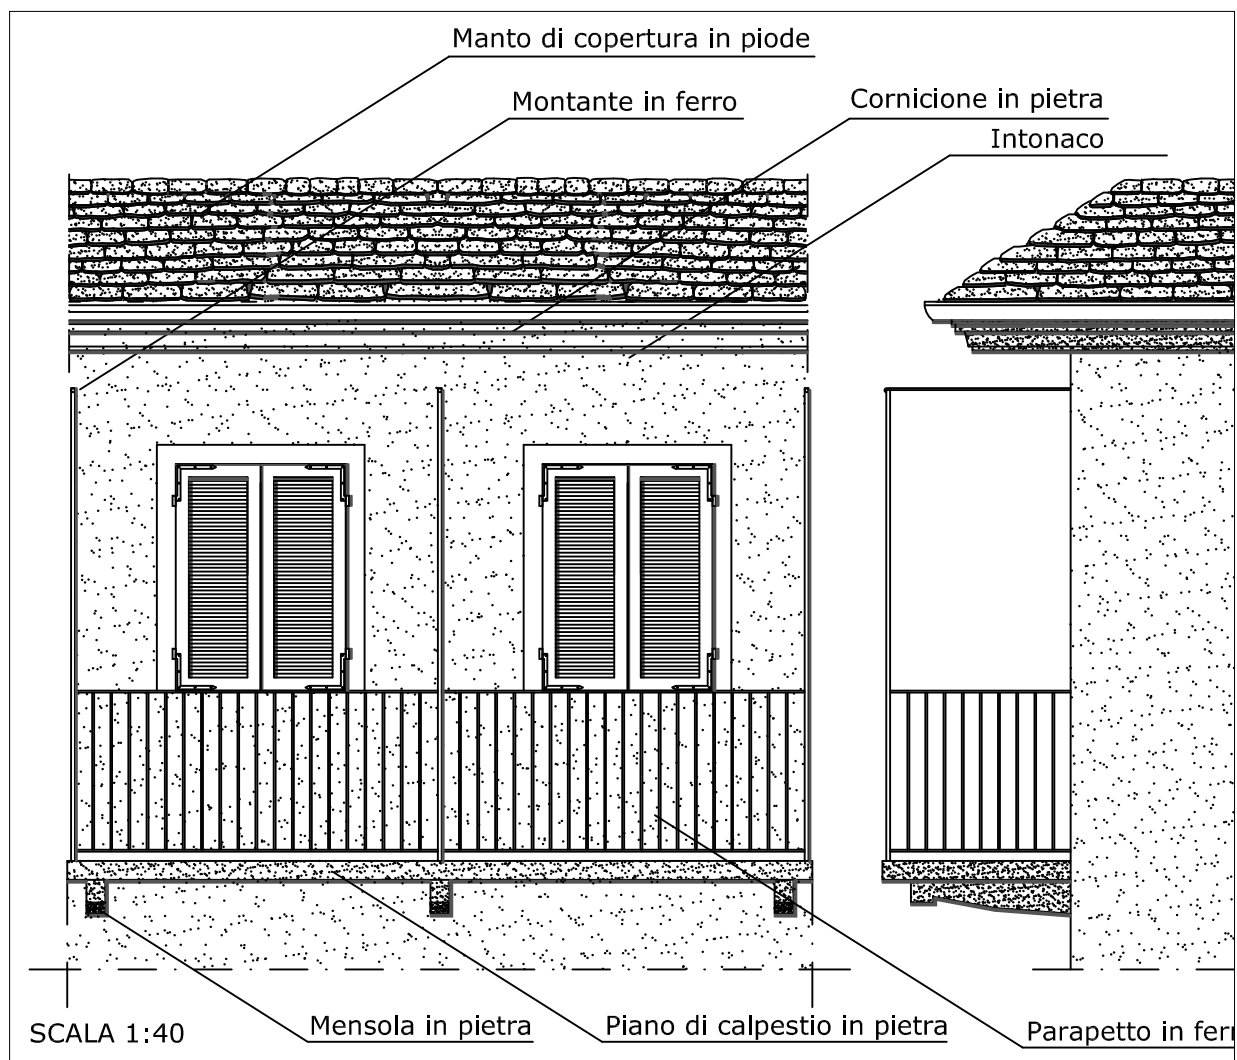 Manto di copertura in piode
Montante in ferro
Cornicione in pietra
Intonaco
SCALA 1:40
Mensola in pietra
Piano di calpestio in pietra
Parapetto in ferr